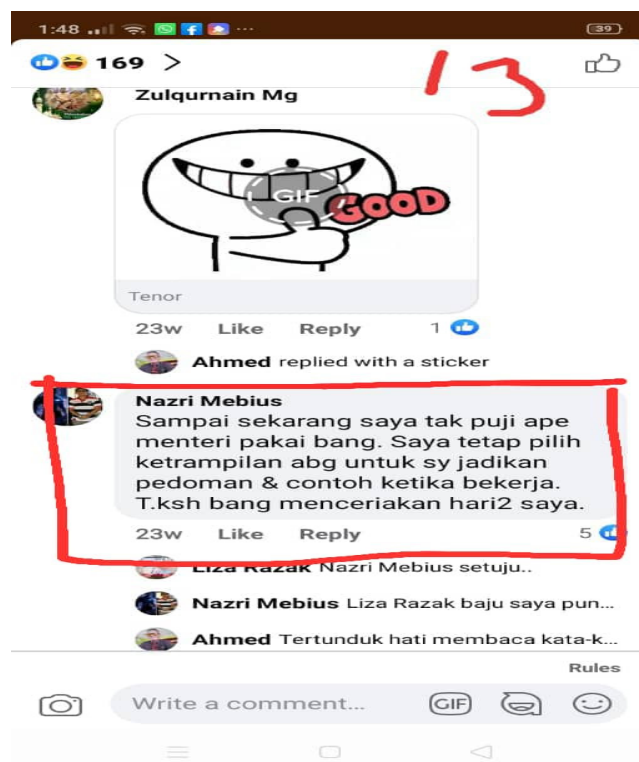 1:48
39
169 >
13
Zulqurnain Mg
GIF
GOOD
Tenor
23w Like Reply 1
Ahmed replied with a sticker
Nazri Mebius
Sampai sekarang saya tak puji ape
menteri pakai bang. Saya tetap pilih
ketrampilan abg untuk sy jadikan
pedoman & contoh ketika bekerja.
T.ksh bang menceriakan hari2 saya.
23w Like Reply 5
Liza Razak Nazri Mebius setuju..
Nazri Mebius Liza Razak baju saya pun...
Ahmed Tertunduk hati membaca kata-k...
Rules
Write a comment...
GIF